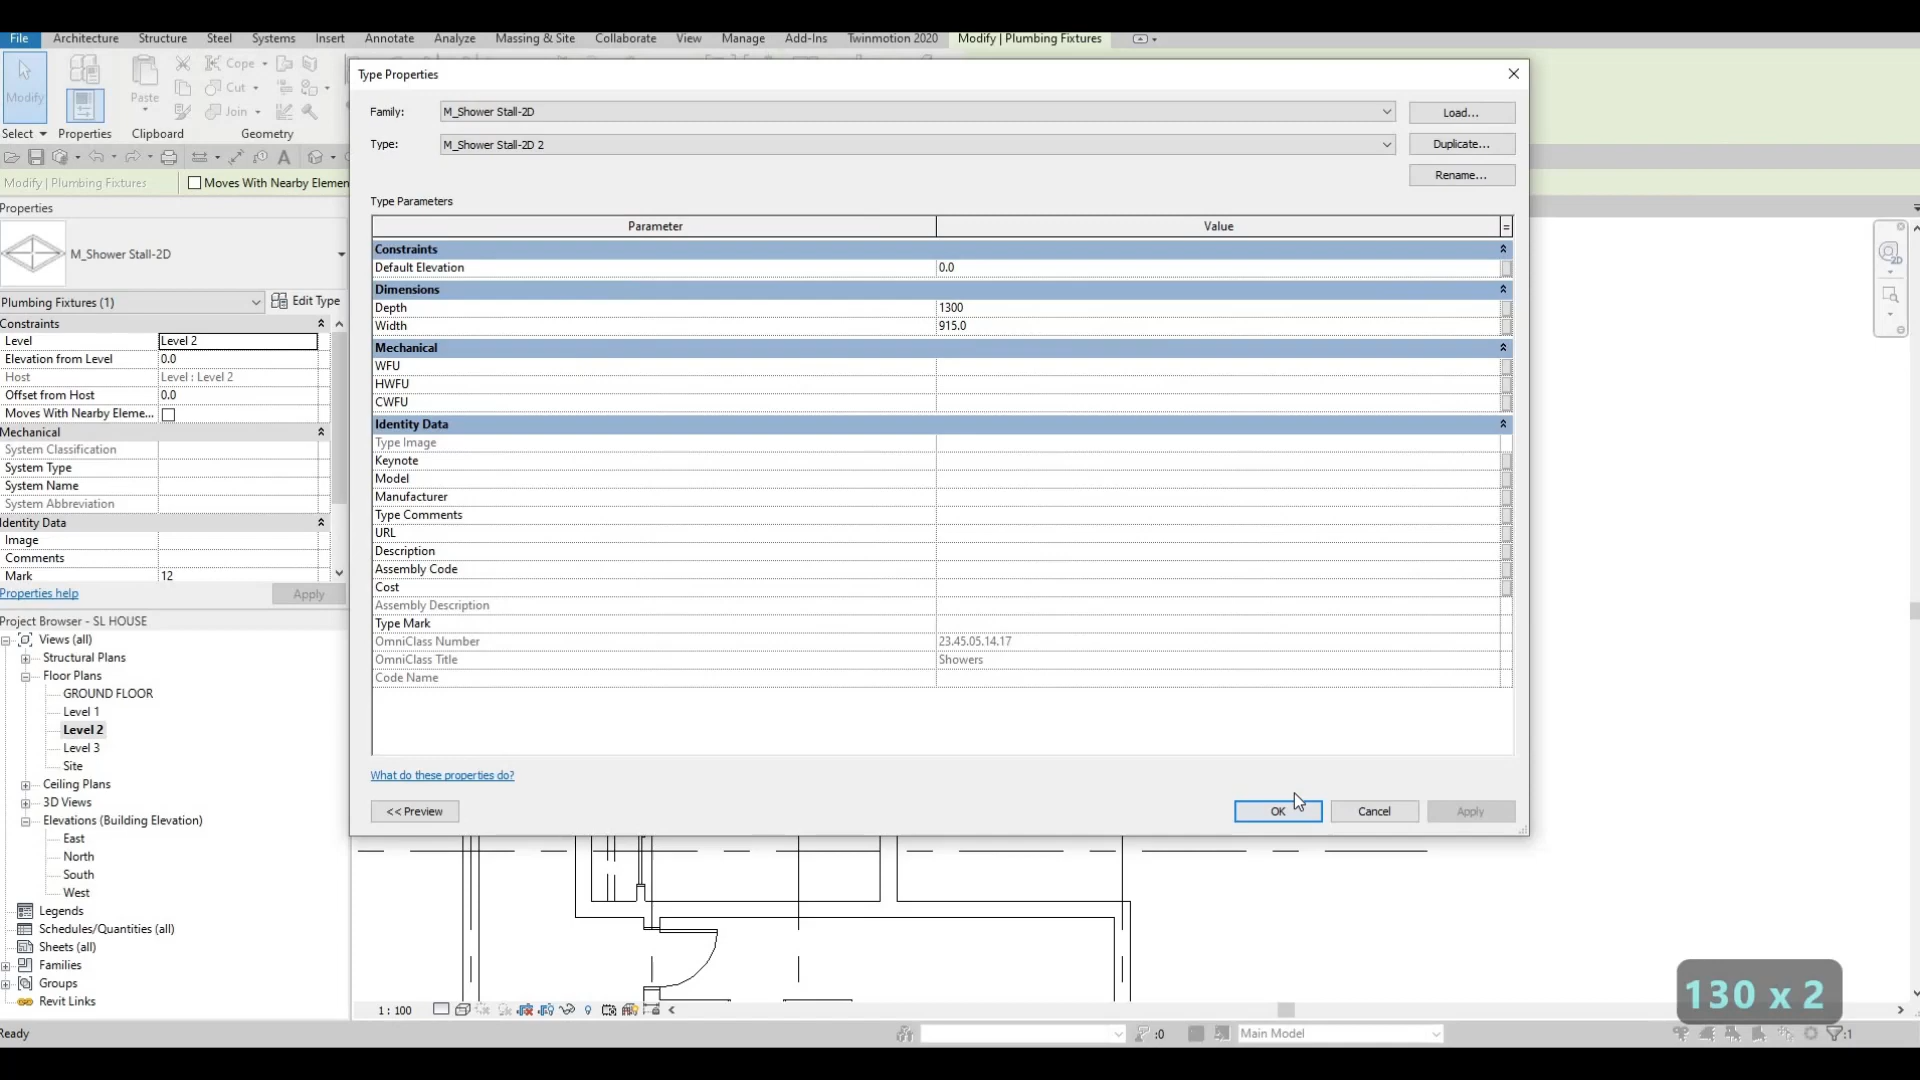 File Architecture Structure Steel Systems Insert Annotate Analyze Massing & Site Collaborate View Manage Add-Ins Twinmotion 2020 Modify | Plumbing Fixtures
Modify Paste Cope Cut Join
Select Properties Clipboard Geometry
Modify | Plumbing Fixtures Moves With Nearby Elemen
Properties
M_Shower Stall-2D
Plumbing Fixtures (1) Edit Type
Constraints
Level Level 2
Elevation from Level 0.0
Host Level : Level 2
Offset from Host 0.0
Moves With Nearby Eleme...
Mechanical
System Classification
System Type
System Name
System Abbreviation
Identity Data
Image
Comments
Mark 12
Properties help Apply
Project Browser - SL HOUSE
Views (all)
Structural Plans
Floor Plans
GROUND FLOOR
Level 1
Level 2
Level 3
Site
Ceiling Plans
3D Views
Elevations (Building Elevation)
East
North
South
West
Legends
Schedules/Quantities (all)
Sheets (all)
Families
Groups
Revit Links
Type Properties
Family: M_Shower Stall-2D Load...
Type: M_Shower Stall-2D 2 Duplicate...
Rename...
Type Parameters
Parameter Value =
Constraints
Default Elevation 0.0
Dimensions
Depth 1300
Width 915.0
Mechanical
WFU
HWFU
CWFU
Identity Data
Type Image
Keynote
Model
Manufacturer
Type Comments
URL
Description
Assembly Code
Cost
Assembly Description
Type Mark
OmniClass Number 23.45.05.14.17
OmniClass Title Showers
Code Name
What do these properties do?
<< Preview OK Cancel Apply
2D
1 : 100
130 x 2
Ready :0 Main Model :1